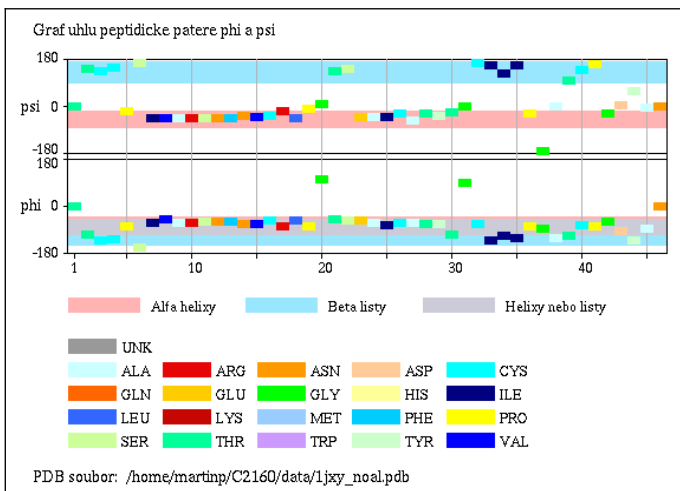 Graf uhlu peptidicke patere phi a psi
180
psi 0
-180
180
phi 0
-180
1 10 20 30 40
Alfa helixy Beta listy Helixy nebo listy
UNK
ALA ARG ASN ASP CYS
GLN GLU GLY HIS ILE
LEU LYS MET PHE PRO
SER THR TRP TYR VAL
PDB soubor: /home/martinp/C2160/data/1jxy_noal.pdb